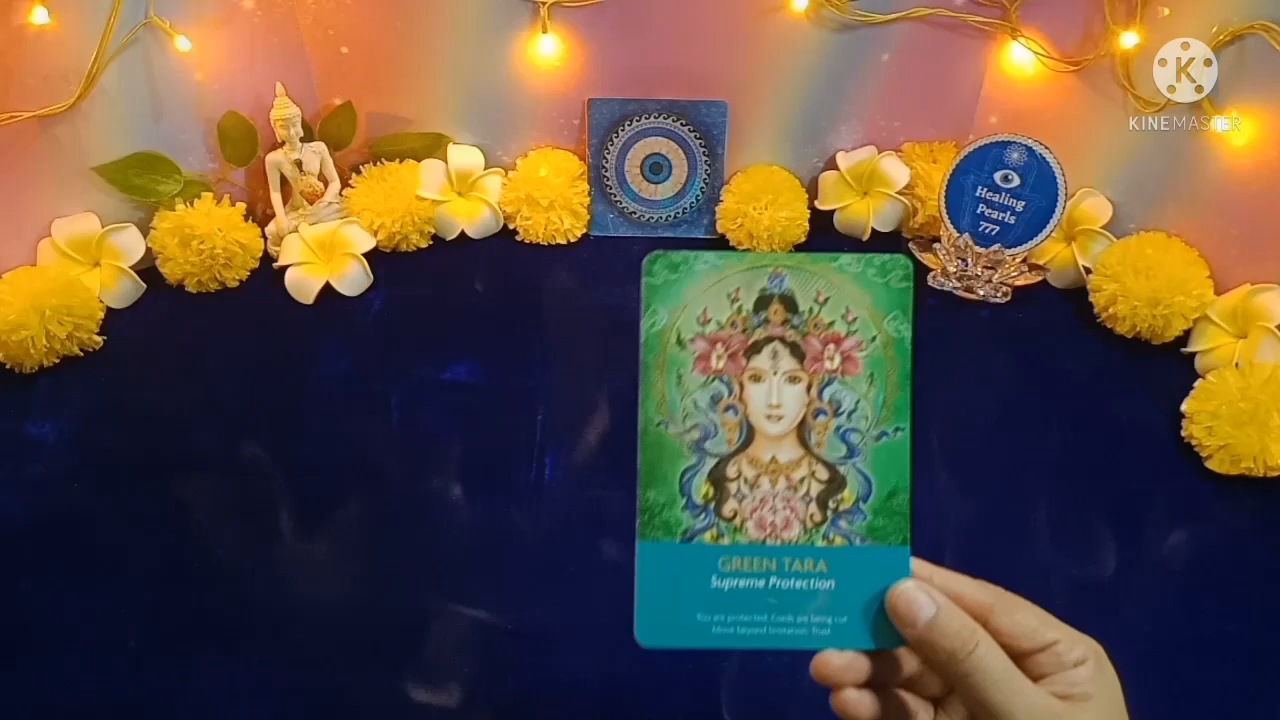 K
KINEMASTER
Healing
Pearls
777
GREEN TARA
Supreme Protection
You are protected. Cords are being cut
Move beyond limitation. Trust